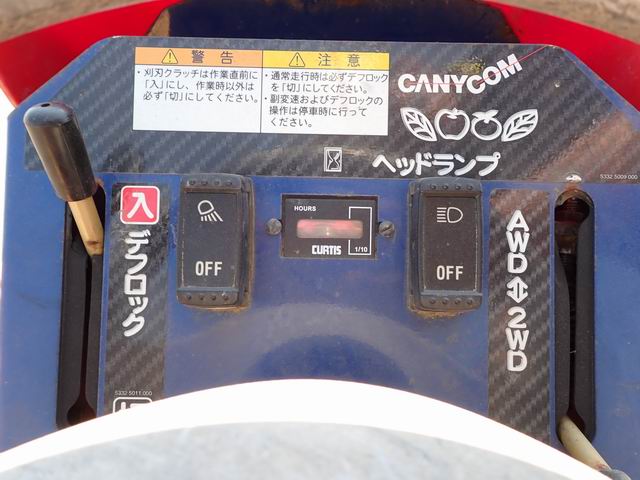 警告
・刈刃クラッチは作業直前に
「入」にし、作業時以外は
必ず「切」にしてください。
注意
・通常走行時は必ずデフロック
を「切」にしてください。
・副変速およびデフロックの
操作は停車時に行って
ください。
CANYCOM
ヘッドランプ
5332 5009 000
入
デフロック
OFF
HOURS
CURTIS
1/10
OFF
AWD⇔2WD
5332 5011 000